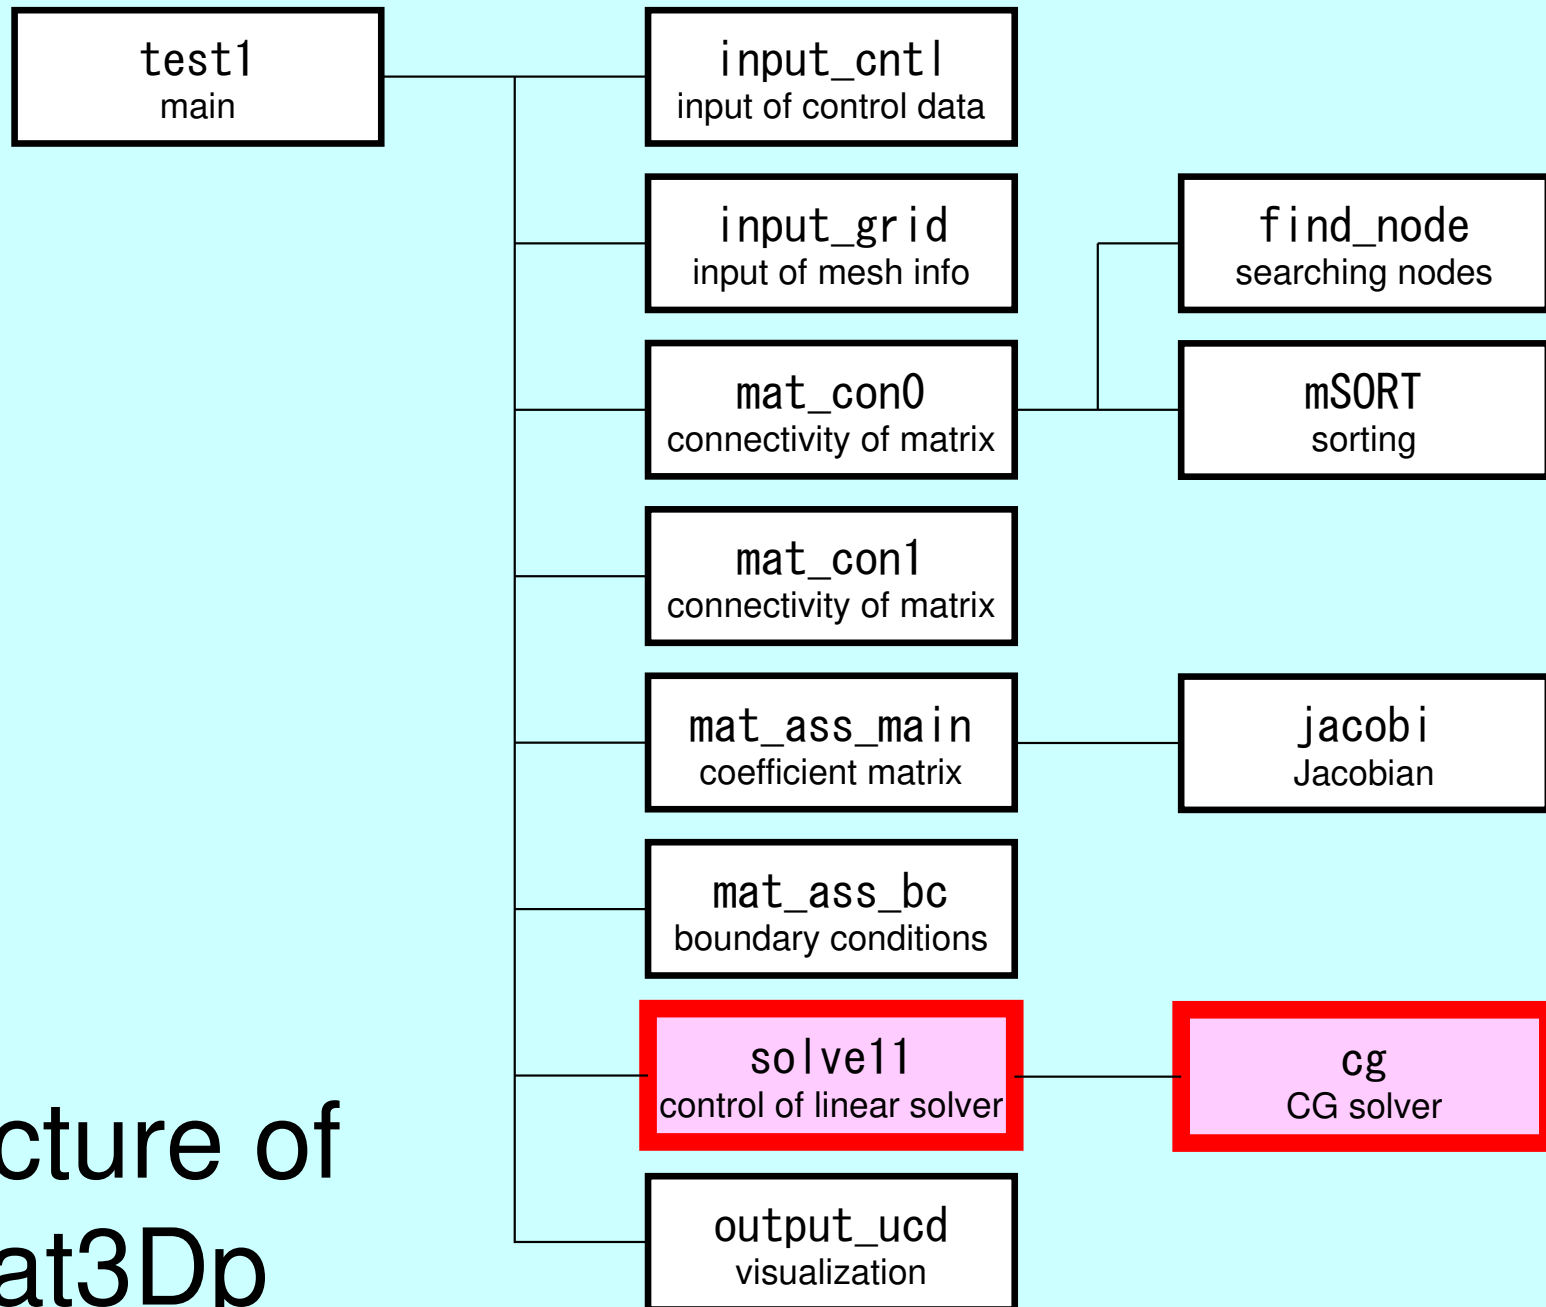 test1
main
input_cntl
input of control data
input_grid
input of mesh info
find_node
searching nodes
mat_con0
connectivity of matrix
mSORT
sorting
mat_con1
connectivity of matrix
mat_ass_main
coefficient matrix
jacobi
Jacobian
mat_ass_bc
boundary conditions
solve11
control of linear solver
cg
CG solver
output_ucd
visualization
cture of
at3Dp